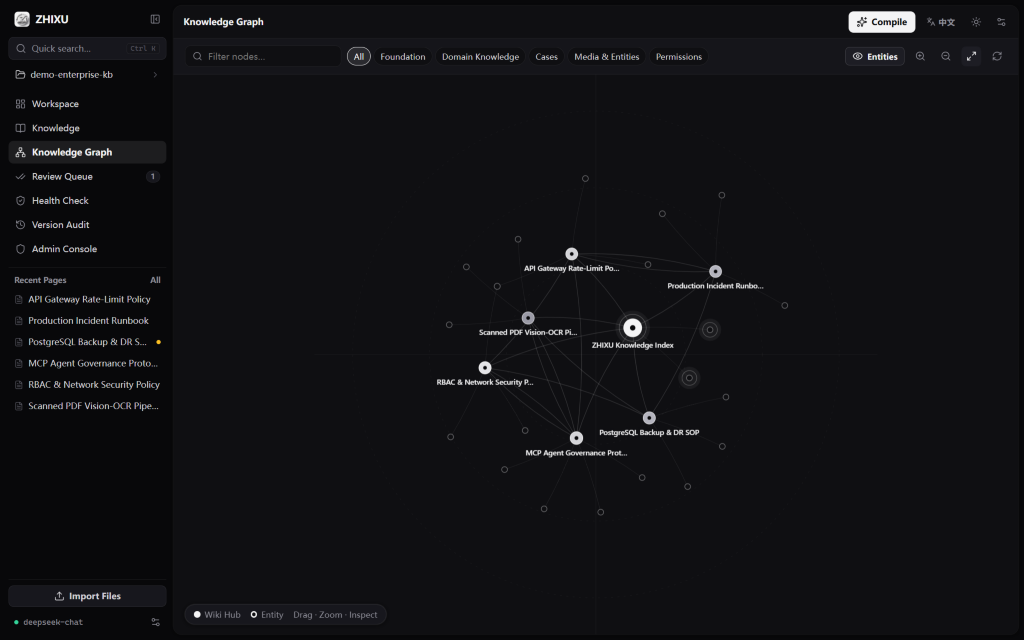 ZHIXU
Quick search...
Ctrl K
demo-enterprise-kb
Workspace
Knowledge
Knowledge Graph
Review Queue
1
Health Check
Version Audit
Admin Console
Recent Pages
All
API Gateway Rate-Limit Policy
Production Incident Runbook
PostgreSQL Backup & DR S...
MCP Agent Governance Proto...
RBAC & Network Security Policy
Scanned PDF Vision-OCR Pipe...
Import Files
deepseek-chat
Knowledge Graph
Compile
中文
Filter nodes...
All
Foundation
Domain Knowledge
Cases
Media & Entities
Permissions
Entities
API Gateway Rate-Limit Po...
Production Incident Runbo...
Scanned PDF Vision-OCR Pi...
ZHIXU Knowledge Index
RBAC & Network Security P...
PostgreSQL Backup & DR SOP
MCP Agent Governance Prot...
Wiki Hub
Entity
Drag · Zoom · Inspect